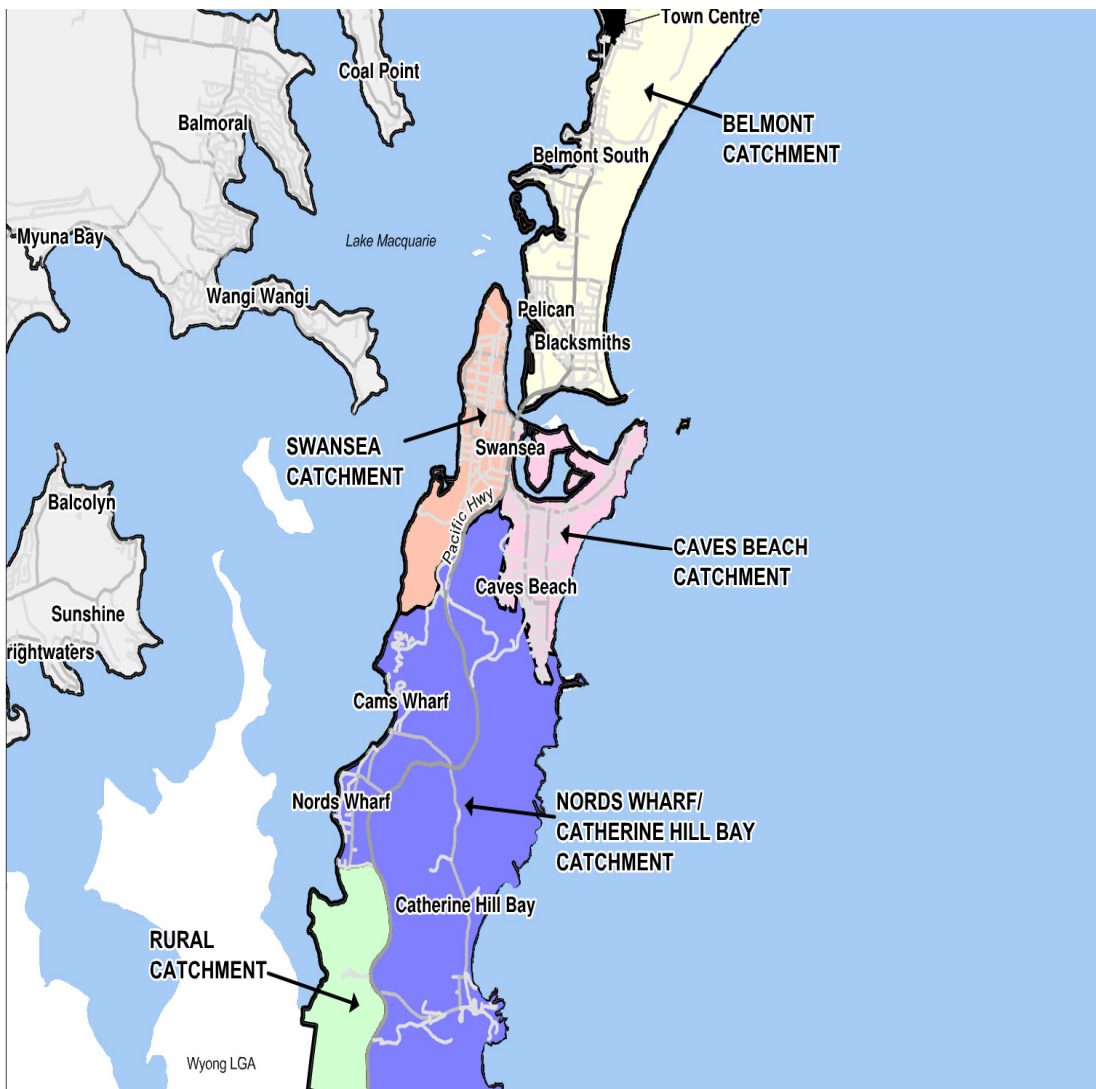 Town Centre
Coal Point
Balmoral
BELMONT
CATCHMENT
Belmont South
Myuna Bay
Lake Macquarie
Wangi Wangi
Pelican
Blacksmiths
SWANSEA
CATCHMENT
Swansea
Balcolyn
Pacific Hwy
CAVES BEACH
CATCHMENT
Caves Beach
Sunshine
rightwaters
Cams Wharf
Nords Wharf
NORDS WHARF/
CATHERINE HILL BAY
CATCHMENT
Catherine Hill Bay
RURAL
CATCHMENT
Wyong LGA